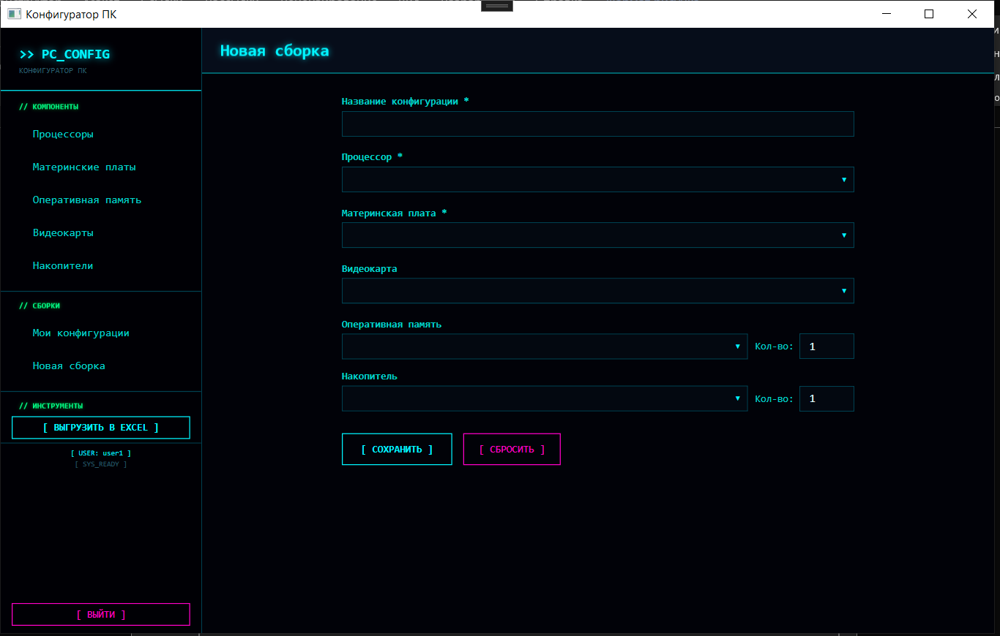 Конфигуратор ПК
>> PC_CONFIG
КОНФИГУРАТОР ПК
// КОМПОНЕНТЫ
Процессоры
Материнские платы
Оперативная память
Видеокарты
Накопители
// СБОРКИ
Мои конфигурации
Новая сборка
// ИНСТРУМЕНТЫ
[ ВЫГРУЗИТЬ В EXCEL ]
[ USER: user1 ]
[ SYS_READY ]
[ ВЫЙТИ ]
Новая сборка
Название конфигурации *
Процессор *
Материнская плата *
Видеокарта
Оперативная память
Кол-во: 1
Накопитель
Кол-во: 1
[ СОХРАНИТЬ ] [ СБРОСИТЬ ]